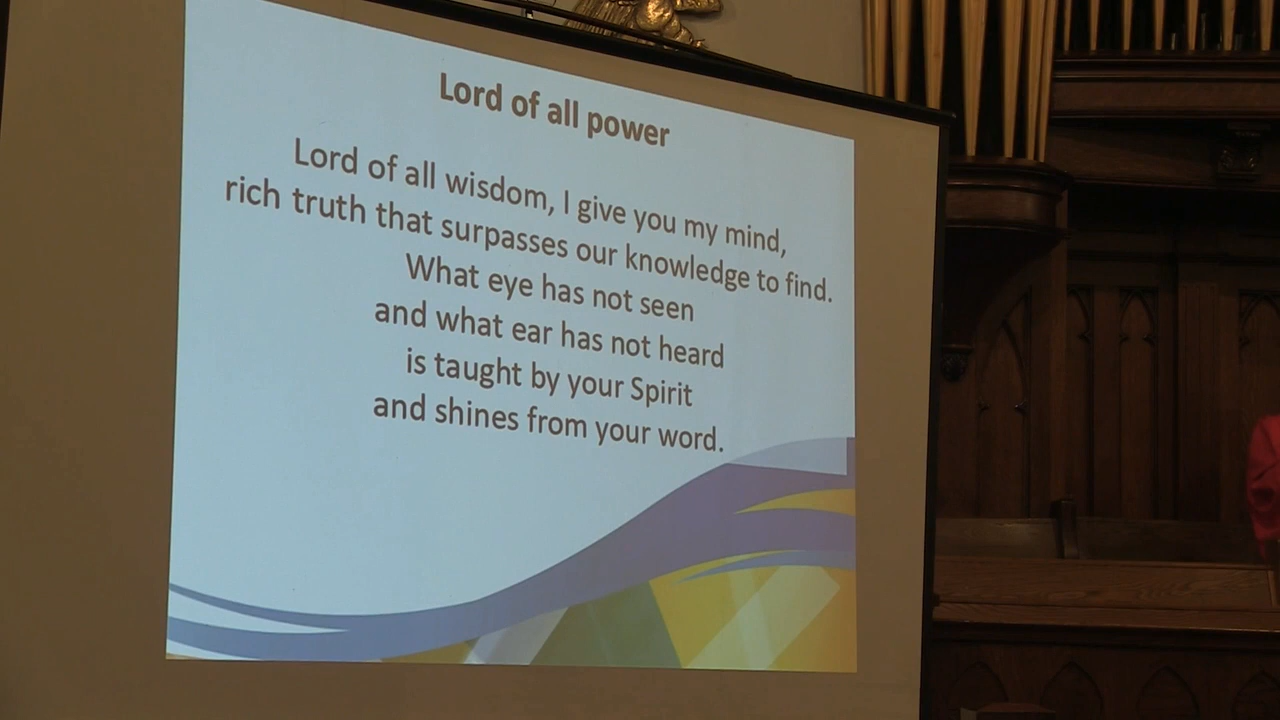 Lord of all power
Lord of all wisdom, I give you my mind,
rich truth that surpasses our knowledge to find.
What eye has not seen
and what ear has not heard
is taught by your Spirit
and shines from your word.